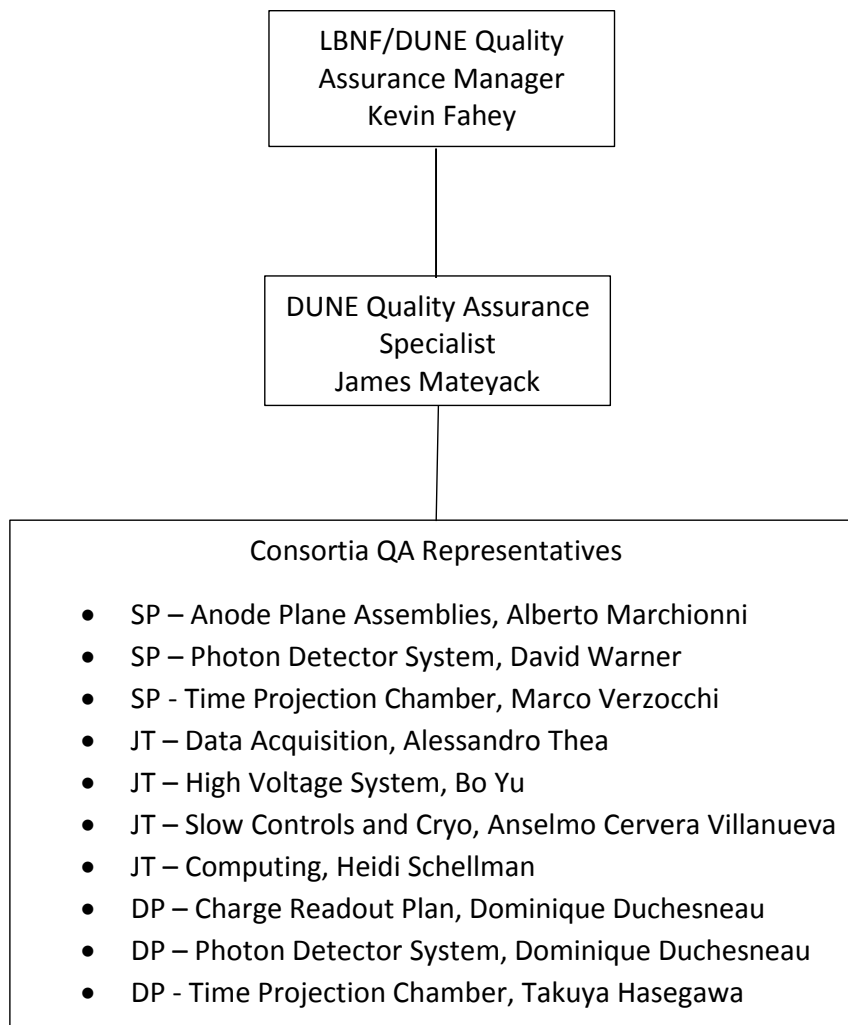 LBNF/DUNE Quality
Assurance Manager
Kevin Fahey
DUNE Quality Assurance
Specialist
James Mateyack
Consortia QA Representatives
• SP – Anode Plane Assemblies, Alberto Marchionni
• SP – Photon Detector System, David Warner
• SP - Time Projection Chamber, Marco Verzocchi
• JT – Data Acquisition, Alessandro Thea
• JT – High Voltage System, Bo Yu
• JT – Slow Controls and Cryo, Anselmo Cervera Villanueva
• JT – Computing, Heidi Schellman
• DP – Charge Readout Plan, Dominique Duchesneau
• DP – Photon Detector System, Dominique Duchesneau
• DP - Time Projection Chamber, Takuya Hasegawa